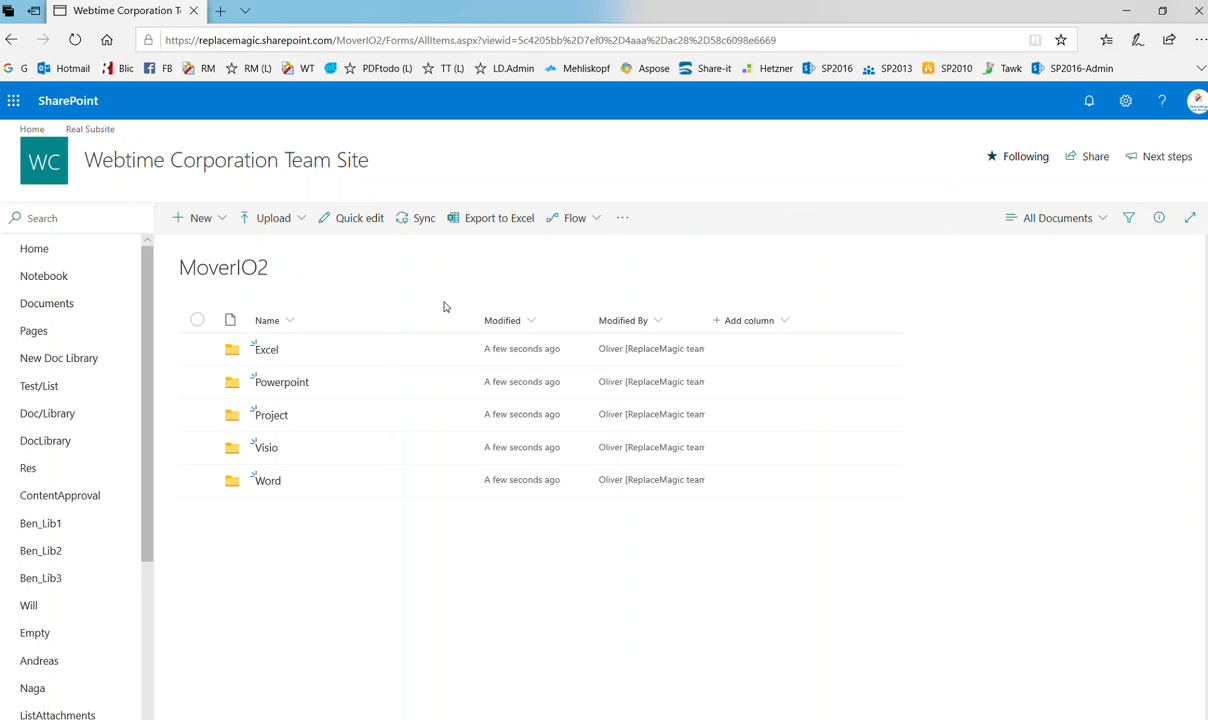 Webtime Corporation T
https://replacemagic.sharepoint.com/MoverIO2/Forms/AllItems.aspx?viewid=5c4205bb%2D7ef0%2D4aaa%2Dac28%2D58c6098e6669
G Hotmail Blic FB RM RM (L) WT PDFtodo (L) TT (L) LD.Admin Mehliskopf Aspose Share-it Hetzner SP2016 SP2013 SP2010 Tawk SP2016-Admin
SharePoint
Home Real Subsite
WC Webtime Corporation Team Site Following Share Next steps
Search New Upload Quick edit Sync Export to Excel Flow All Documents
Home
Notebook
Documents
Pages
New Doc Library
Test/List
Doc/Library
DocLibrary
Res
ContentApproval
Ben_Lib1
Ben_Lib2
Ben_Lib3
Will
Empty
Andreas
Naga
ListAttachments
MoverIO2
Name Modified Modified By Add column
Excel A few seconds ago Oliver [ReplaceMagic team
Powerpoint A few seconds ago Oliver [ReplaceMagic team
Project A few seconds ago Oliver [ReplaceMagic team
Visio A few seconds ago Oliver [ReplaceMagic team
Word A few seconds ago Oliver [ReplaceMagic team